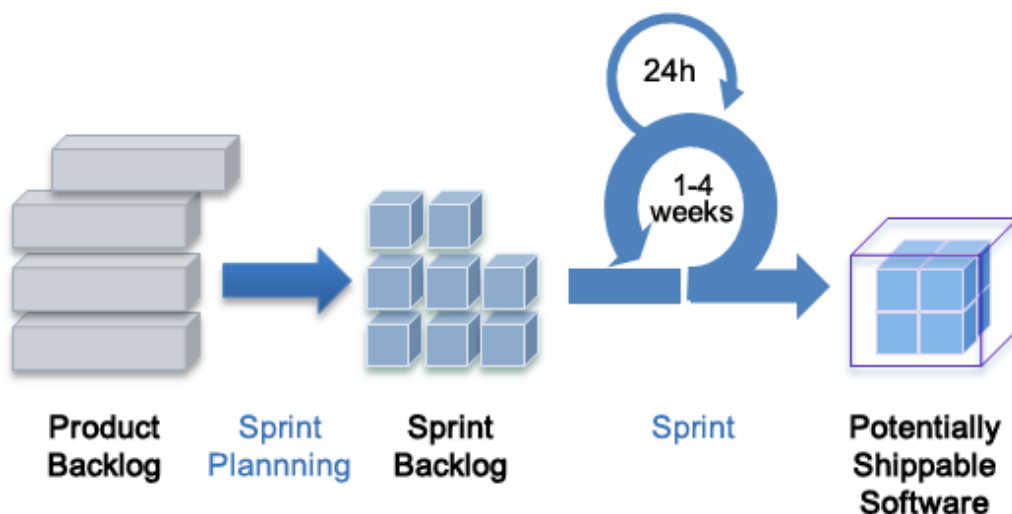 24h
1-4
weeks
Product
Backlog
Sprint
Plannning
Sprint
Backlog
Sprint
Potentially
Shippable
Software